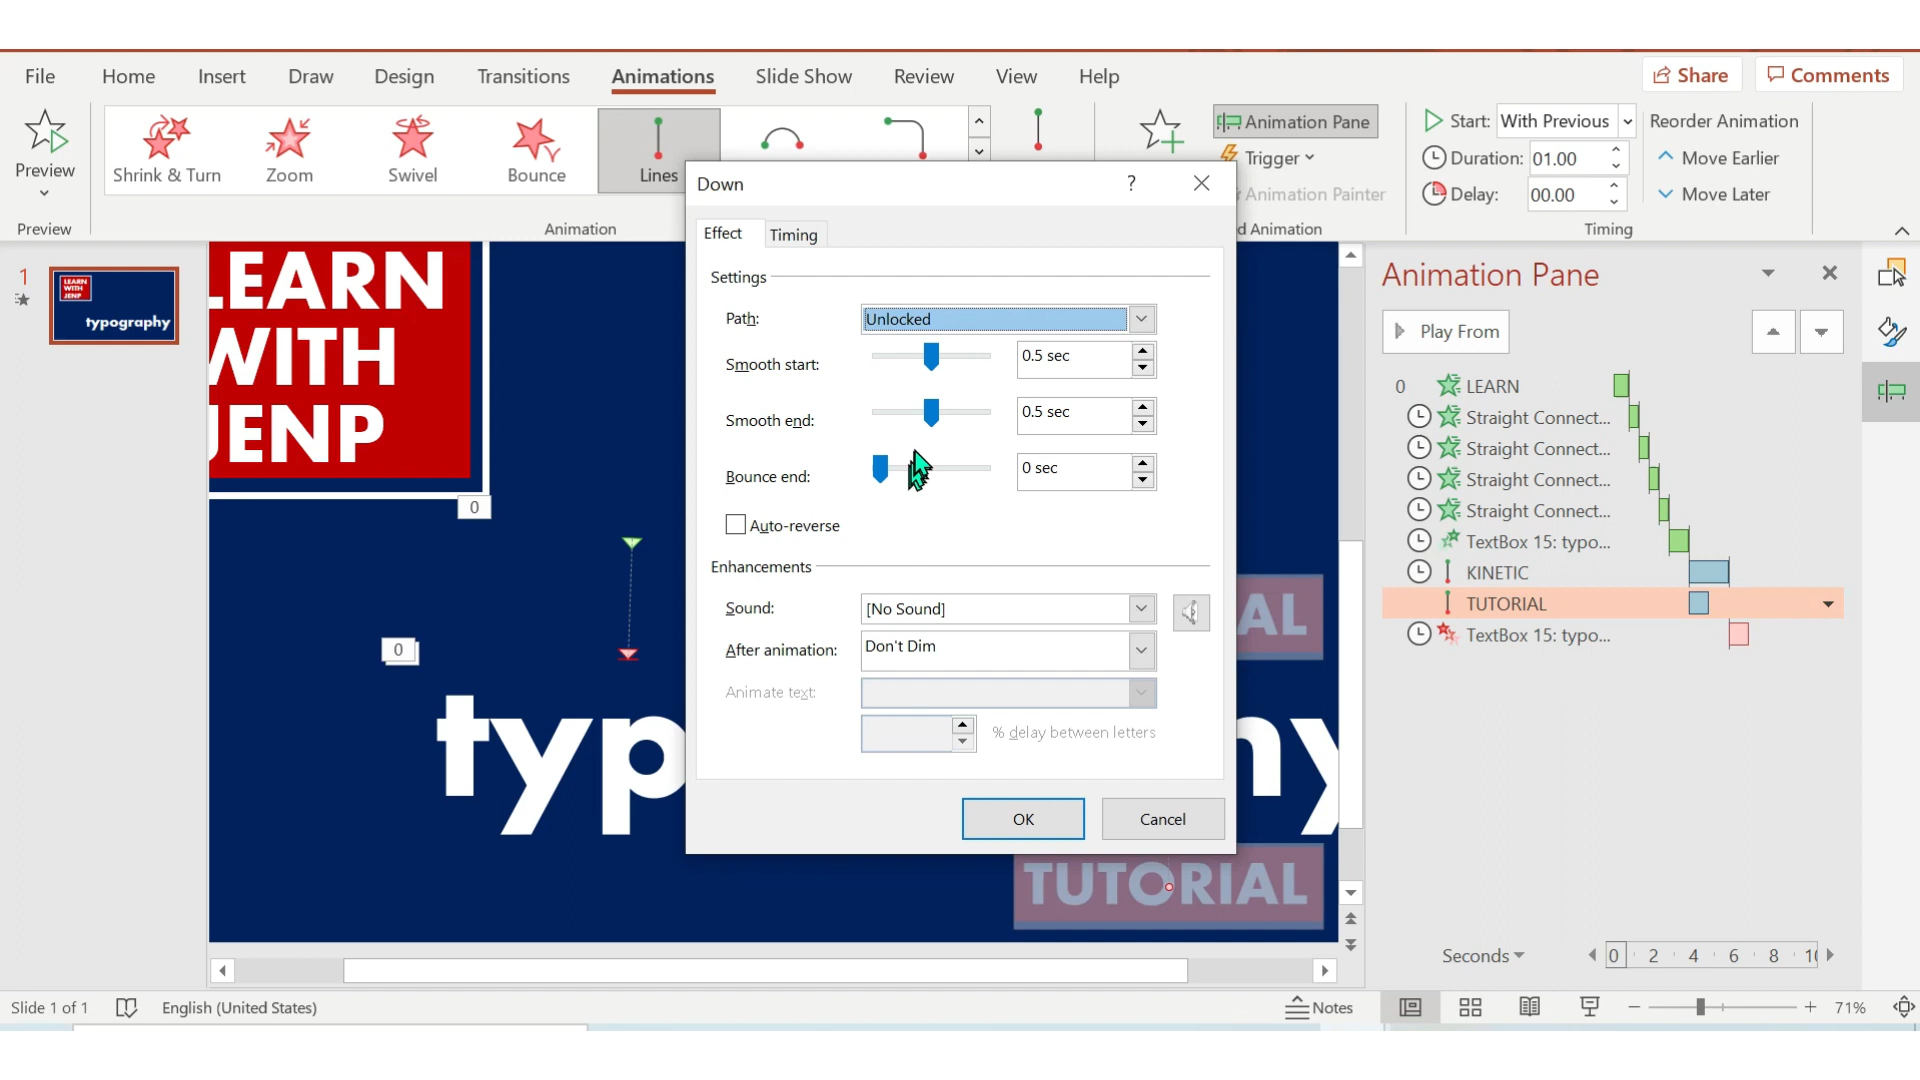 File Home Insert Draw Design Transitions Animations Slide Show Review View Help Share Comments
Preview
Shrink & Turn Zoom Swivel Bounce Lines
Animation Pane
Trigger
Animation Painter
Start: With Previous
Duration: 01.00
Delay: 00.00
Reorder Animation
Move Earlier
Move Later
Preview Animation d Animation Timing
1
LEARN
WITH
JENP
typography
LEARN
WITH
JENP
0
0
typ
hy
AL
TUTORIAL
Down ? 
Effect Timing
Settings
Path: Unlocked
Smooth start: 0.5 sec
Smooth end: 0.5 sec
Bounce end: 0 sec
Auto-reverse
Enhancements
Sound: [No Sound]
After animation: Don't Dim
Animate text:
% delay between letters
OK Cancel
Animation Pane
Play From
0 LEARN
Straight Connect...
Straight Connect...
Straight Connect...
Straight Connect...
TextBox 15: typo...
KINETIC
TUTORIAL
TextBox 15: typo...
Seconds 0 2 4 6 8
Slide 1 of 1 English (United States) Notes 71%